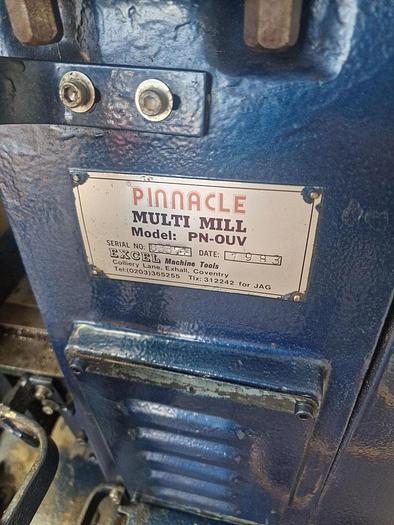 PINNACLE
MULTI MILL
Model: PN-OUV
SERIAL NO: DATE: 1983
EXCEL Machine Tools
Colliery Lane, Exhall, Coventry
Tel:(0203)365255 Tlx: 312242 for JAG